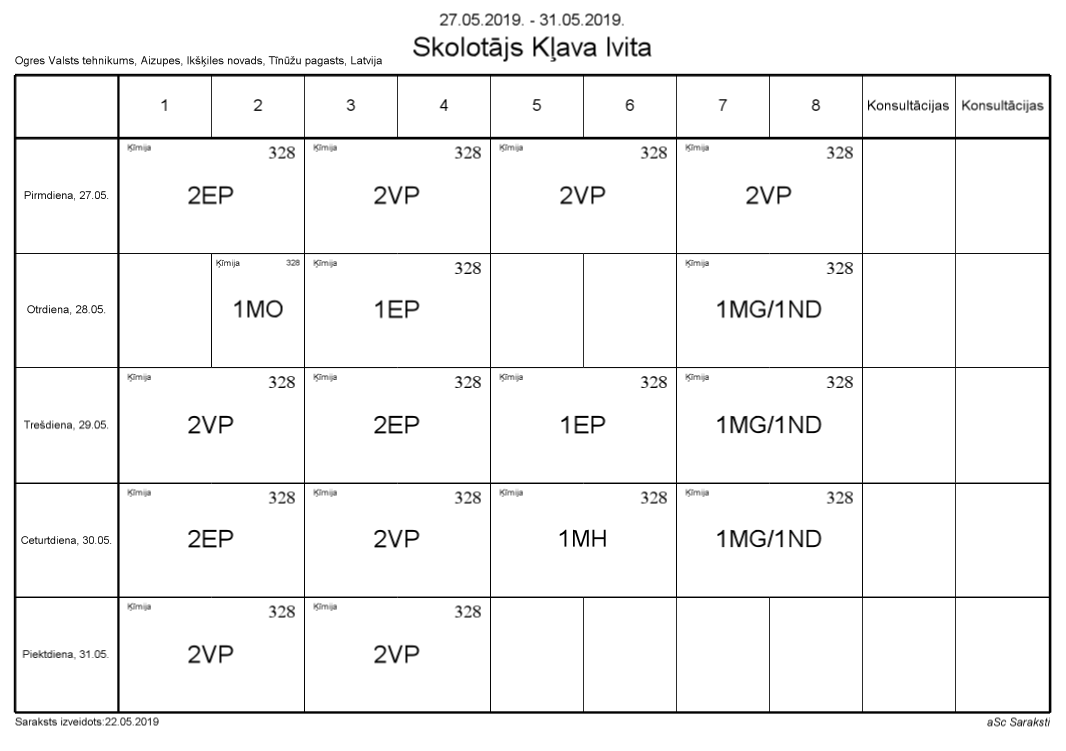 27.05.2019. - 31.05.2019.
Skolotājs Kļava Ivita
Ogres Valsts tehnikums, Aizupes, Ikšķiles novads, Tīnūžu pagasts, Latvija
1 2 3 4 5 6 7 8 Konsultācijas Konsultācijas
Ķīmija 328 Ķīmija 328 Ķīmija 328 Ķīmija 328
Pirmdiena, 27.05. 2EP 2VP 2VP 2VP
Ķīmija 328 Ķīmija 328 Ķīmija 328
Otrdiena, 28.05. 1MO 1EP 1MG/1ND
Ķīmija 328 Ķīmija 328 Ķīmija 328 Ķīmija 328
Trešdiena, 29.05. 2VP 2EP 1EP 1MG/1ND
Ķīmija 328 Ķīmija 328 Ķīmija 328 Ķīmija 328
Ceturtdiena, 30.05. 2EP 2VP 1MH 1MG/1ND
Ķīmija 328 Ķīmija 328
Piektdiena, 31.05. 2VP 2VP
Saraksts izveidots:22.05.2019 aSc Saraksti